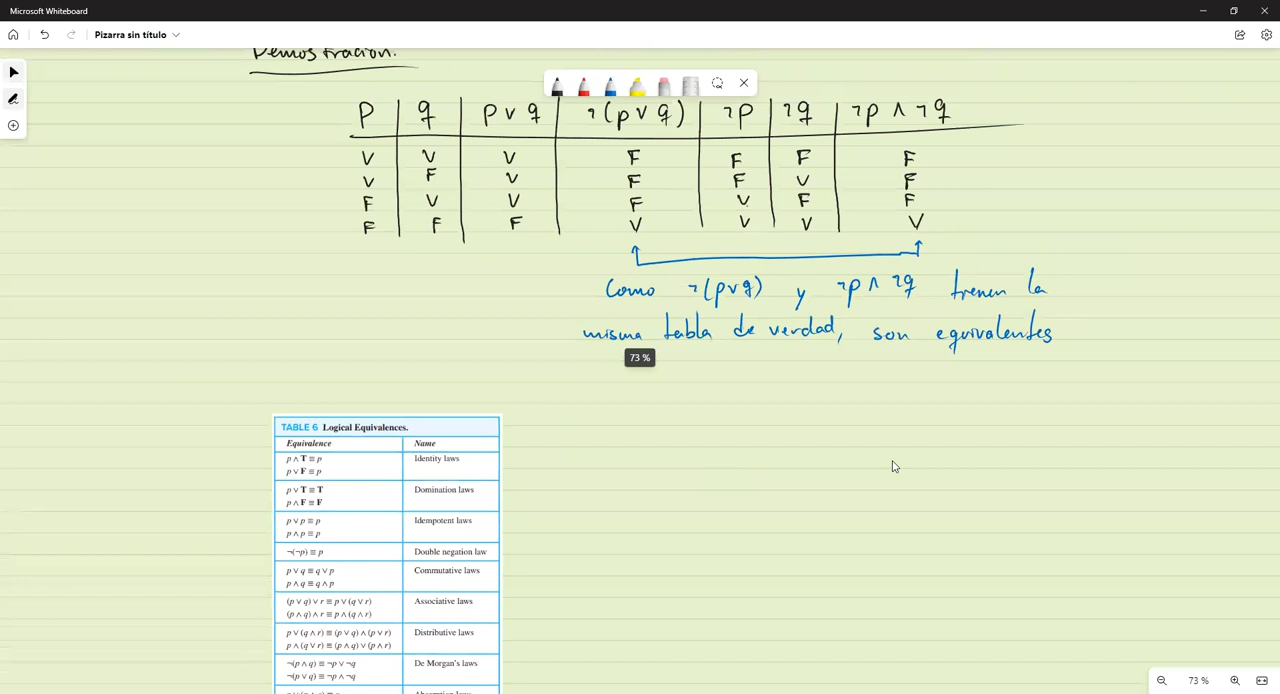 Microsoft Whiteboard
Pizarra sin título
Demostración.
p q p ∨ q ¬(p ∨ q) ¬p ¬q ¬p ∧ ¬q
V V V F F F F
V F V F F V F
F V V F V F F
F F F V V V V
Como ¬(p∨q) y ¬p ∧ ¬q tienen la
misma tabla de verdad, son equivalentes
73 %
TABLE 6 Logical Equivalences.
Equivalence Name
p ∧ T ≡ p Identity laws
p ∨ F ≡ p
p ∨ T ≡ T Domination laws
p ∧ F ≡ F
p ∨ p ≡ p Idempotent laws
p ∧ p ≡ p
¬(¬p) ≡ p Double negation law
p ∨ q ≡ q ∨ p Commutative laws
p ∧ q ≡ q ∧ p
(p ∨ q) ∨ r ≡ p ∨ (q ∨ r) Associative laws
(p ∧ q) ∧ r ≡ p ∧ (q ∧ r)
p ∨ (q ∧ r) ≡ (p ∨ q) ∧ (p ∨ r) Distributive laws
p ∧ (q ∨ r) ≡ (p ∧ q) ∨ (p ∧ r)
¬(p ∧ q) ≡ ¬p ∨ ¬q De Morgan's laws
¬(p ∨ q) ≡ ¬p ∧ ¬q
73 %